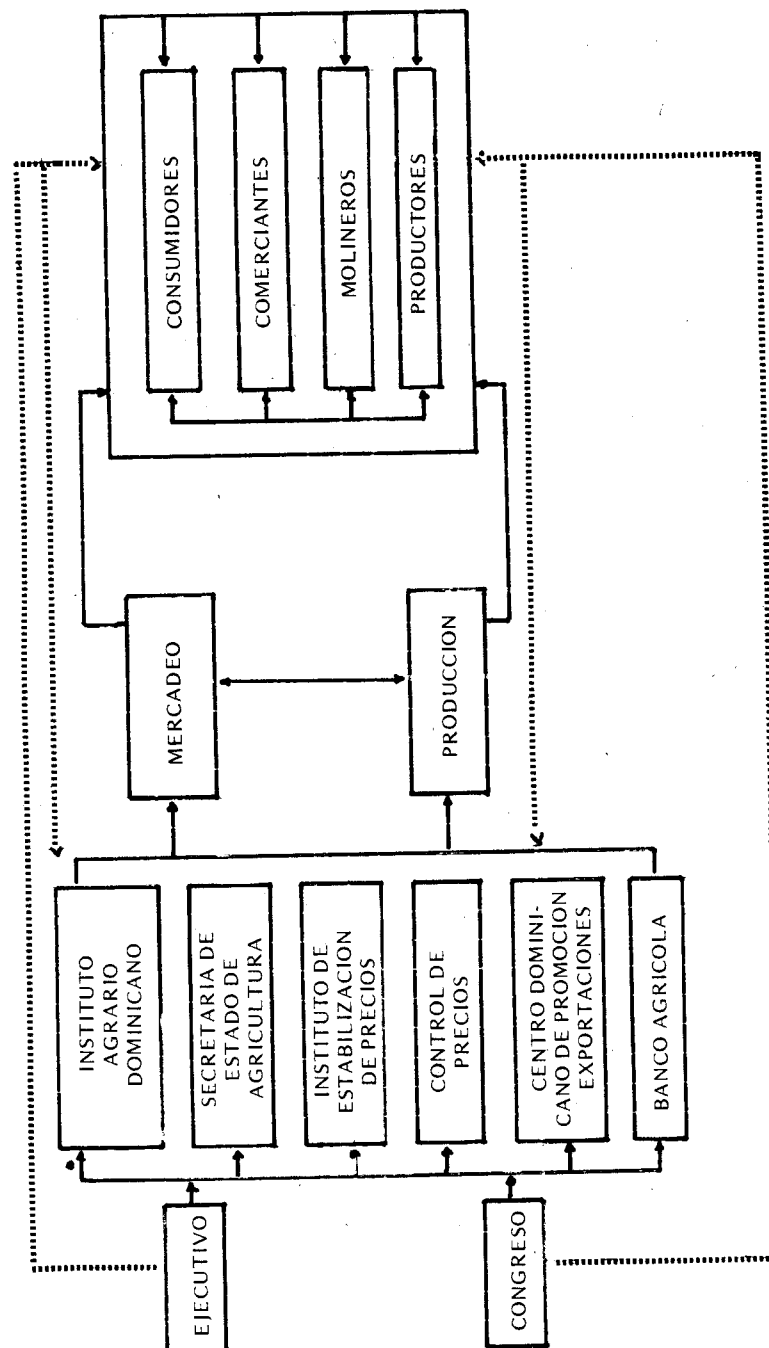 EJECUTIVO
CONGRESO
INSTITUTO
AGRARIO
DOMINICANO
SECRETARIA DE
ESTADO DE
AGRICULTURA
INSTITUTO DE
ESTABILIZACION
DE PRECIOS
CONTROL DE
PRECIOS
CENTRO DOMINI-
CANO DE PROMOCION
EXPORTACIONES
BANCO AGRICOLA
MERCADEO
PRODUCCION
CONSUMIDORES
COMERCIANTES
MOLINEROS
PRODUCTORES